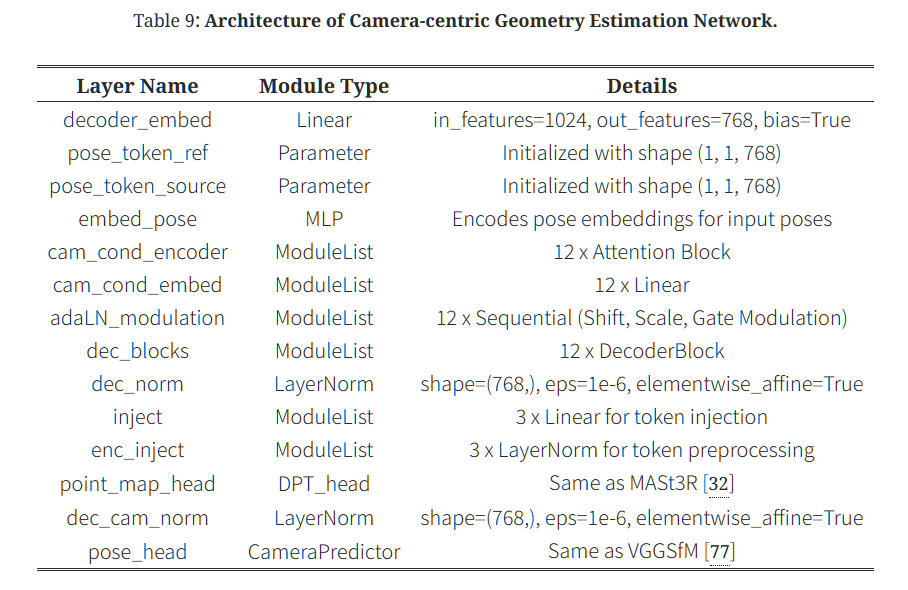 Table 9: Architecture of Camera-centric Geometry Estimation Network.
Layer Name Module Type Details
decoder_embed Linear in_features=1024, out_features=768, bias=True
pose_token_ref Parameter Initialized with shape (1, 1, 768)
pose_token_source Parameter Initialized with shape (1, 1, 768)
embed_pose MLP Encodes pose embeddings for input poses
cam_cond_encoder ModuleList 12 x Attention Block
cam_cond_embed ModuleList 12 x Linear
adaLN_modulation ModuleList 12 x Sequential (Shift, Scale, Gate Modulation)
dec_blocks ModuleList 12 x DecoderBlock
dec_norm LayerNorm shape=(768,), eps=1e-6, elementwise_affine=True
inject ModuleList 3 x Linear for token injection
enc_inject ModuleList 3 x LayerNorm for token preprocessing
point_map_head DPT_head Same as MASt3R [32]
dec_cam_norm LayerNorm shape=(768,), eps=1e-6, elementwise_affine=True
pose_head CameraPredictor Same as VGGSfM [77]